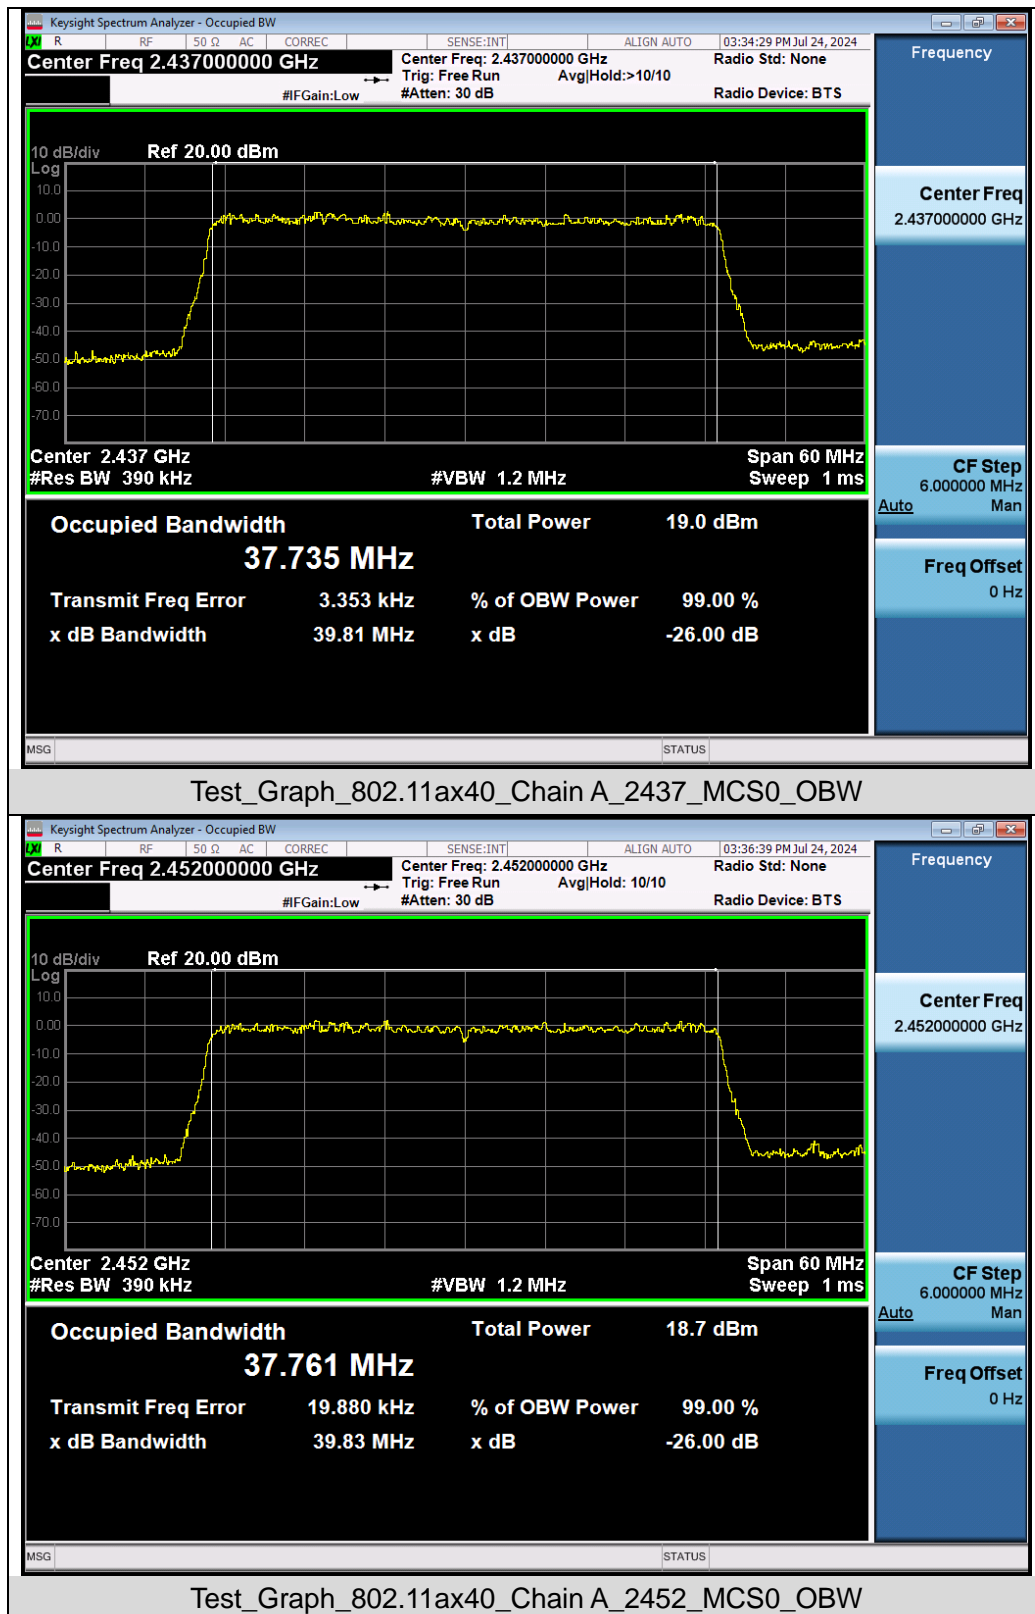 Keysight Spectrum Analyzer - Occupied BW
LXI R RF 50 Ω AC CORREC SENSE:INT ALIGN AUTO 03:34:29 PM Jul 24, 2024
Center Freq 2.437000000 GHz
Center Freq: 2.437000000 GHz
Radio Std: None
Trig: Free Run Avg|Hold:>10/10
#IFGain:Low #Atten: 30 dB
Radio Device: BTS
Frequency
10 dB/div Ref 20.00 dBm
Log
10.0
0.00
-10.0
-20.0
-30.0
-40.0
-50.0
-60.0
-70.0
Center 2.437 GHz Span 60 MHz
#Res BW 390 kHz #VBW 1.2 MHz Sweep 1 ms
Center Freq
2.437000000 GHz
CF Step
6.000000 MHz
Auto Man
Freq Offset
0 Hz
Occupied Bandwidth Total Power 19.0 dBm
37.735 MHz
Transmit Freq Error 3.353 kHz % of OBW Power 99.00 %
x dB Bandwidth 39.81 MHz x dB -26.00 dB
MSG STATUS
Test_Graph_802.11ax40_Chain A_2437_MCS0_OBW
Keysight Spectrum Analyzer - Occupied BW
LXI R RF 50 Ω AC CORREC SENSE:INT ALIGN AUTO 03:36:39 PM Jul 24, 2024
Center Freq 2.452000000 GHz
Center Freq: 2.452000000 GHz
Radio Std: None
Trig: Free Run Avg|Hold: 10/10
#IFGain:Low #Atten: 30 dB
Radio Device: BTS
Frequency
10 dB/div Ref 20.00 dBm
Log
10.0
0.00
-10.0
-20.0
-30.0
-40.0
-50.0
-60.0
-70.0
Center 2.452 GHz Span 60 MHz
#Res BW 390 kHz #VBW 1.2 MHz Sweep 1 ms
Center Freq
2.452000000 GHz
CF Step
6.000000 MHz
Auto Man
Freq Offset
0 Hz
Occupied Bandwidth Total Power 18.7 dBm
37.761 MHz
Transmit Freq Error 19.880 kHz % of OBW Power 99.00 %
x dB Bandwidth 39.83 MHz x dB -26.00 dB
MSG STATUS
Test_Graph_802.11ax40_Chain A_2452_MCS0_OBW